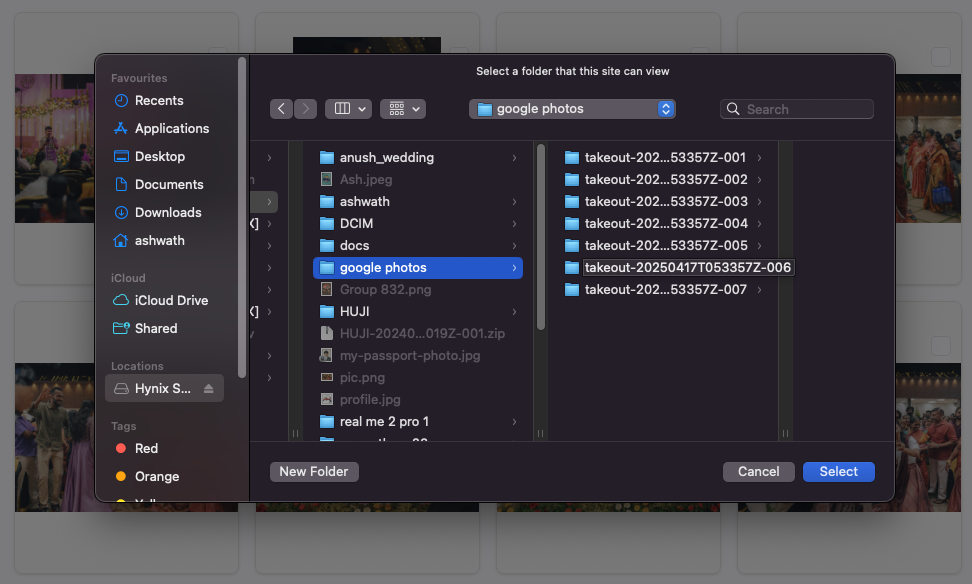 Select a folder that this site can view
google photos
Search
Favourites
Recents
Applications
Desktop
Documents
Downloads
ashwath
iCloud
iCloud Drive
Shared
Locations
Hynix S...
Tags
Red
Orange
anush_wedding
Ash.jpeg
ashwath
DCIM
docs
google photos
Group 832.png
HUJI
HUJI-20240...019Z-001.zip
my-passport-photo.jpg
pic.png
profile.jpg
real me 2 pro 1
takeout-202...53357Z-001
takeout-202...53357Z-002
takeout-202...53357Z-003
takeout-202...53357Z-004
takeout-202...53357Z-005
takeout-20250417T053357Z-006
takeout-202...53357Z-007
New Folder
Cancel
Select